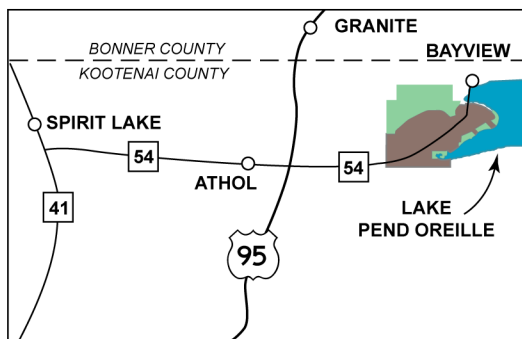 GRANITE
BONNER COUNTY
BAYVIEW
KOOTENAI COUNTY
SPIRIT LAKE
54
54
ATHOL
41
LAKE
PEND OREILLE
95